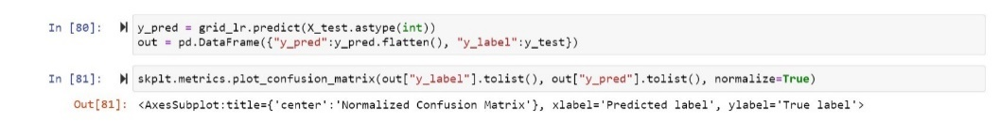 In [80]: y_pred = grid_lr.predict(X_test.astype(int))
out = pd.DataFrame({"y_pred":y_pred.flatten(), "y_label":y_test})
In [81]: skplt.metrics.plot_confusion_matrix(out["y_label"].tolist(), out["y_pred"].tolist(), normalize=True)
Out[81]: <AxesSubplot:title={'center':'Normalized Confusion Matrix'}, xlabel='Predicted label', ylabel='True label'>